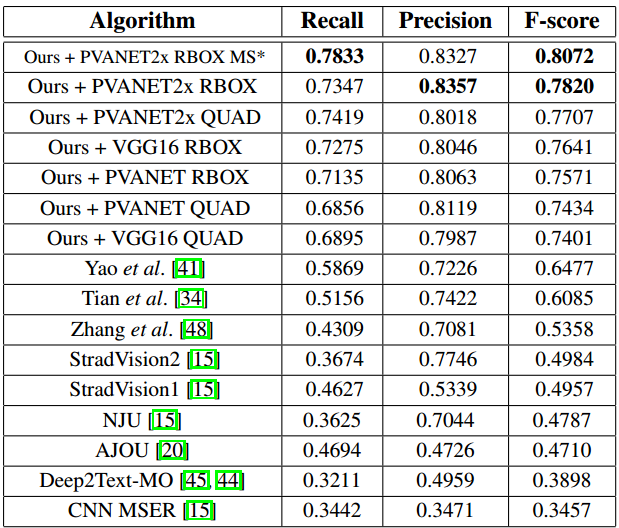 Algorithm Recall Precision F-score
Ours + PVANET2x RBOX MS* 0.7833 0.8327 0.8072
Ours + PVANET2x RBOX 0.7347 0.8357 0.7820
Ours + PVANET2x QUAD 0.7419 0.8018 0.7707
Ours + VGG16 RBOX 0.7275 0.8046 0.7641
Ours + PVANET RBOX 0.7135 0.8063 0.7571
Ours + PVANET QUAD 0.6856 0.8119 0.7434
Ours + VGG16 QUAD 0.6895 0.7987 0.7401
Yao et al. [41] 0.5869 0.7226 0.6477
Tian et al. [34] 0.5156 0.7422 0.6085
Zhang et al. [48] 0.4309 0.7081 0.5358
StradVision2 [15] 0.3674 0.7746 0.4984
StradVision1 [15] 0.4627 0.5339 0.4957
NJU [15] 0.3625 0.7044 0.4787
AJOU [20] 0.4694 0.4726 0.4710
Deep2Text-MO [45, 44] 0.3211 0.4959 0.3898
CNN MSER [15] 0.3442 0.3471 0.3457